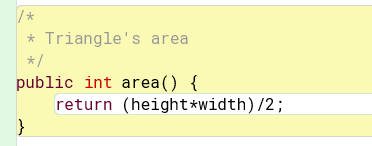 /*
 * Triangle's area
 */
public int area() {
    return (height*width)/2;
}